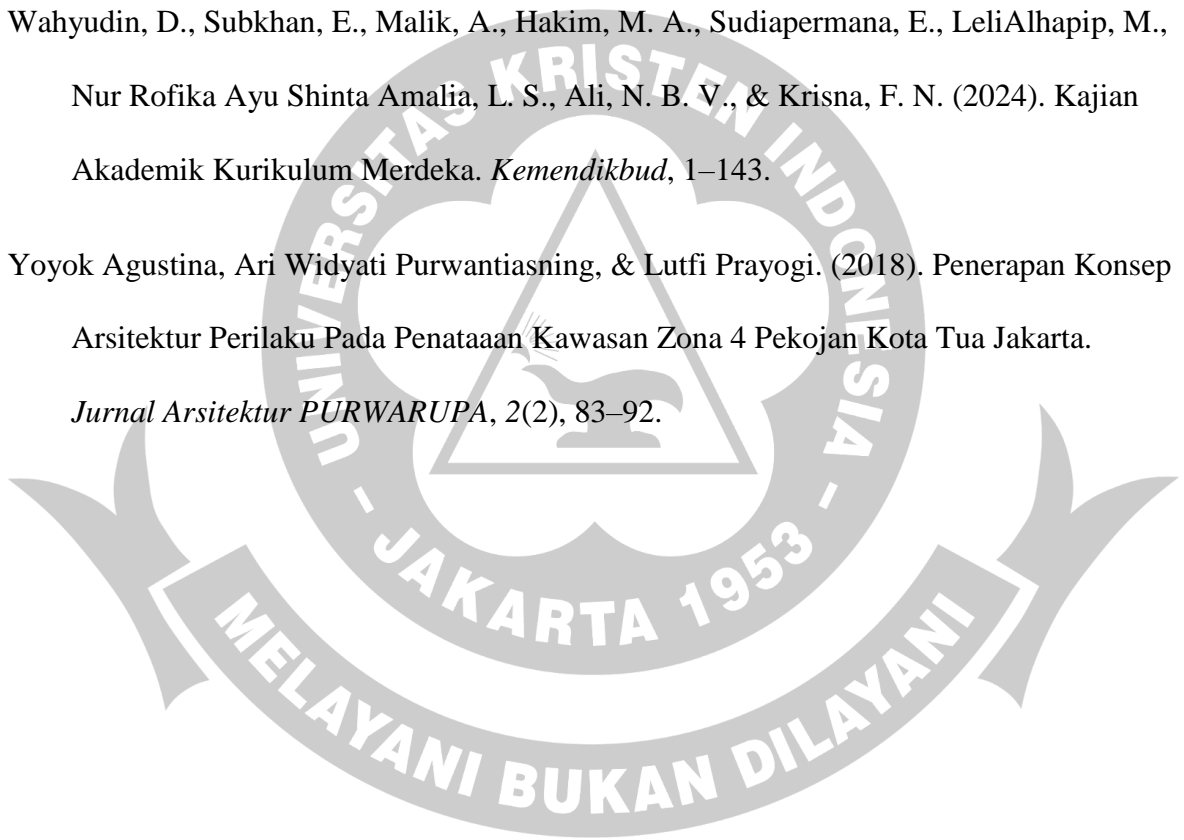 Wahyudin, D., Subkhan, E., Malik, A., Hakim, M. A., Sudiapermana, E., LeliAlhapip, M.,
Nur Rofika Ayu Shinta Amalia, L. S., Ali, N. B. V., & Krisna, F. N. (2024). Kajian
Akademik Kurikulum Merdeka. Kemendikbud, 1–143.
Yoyok Agustina, Ari Widyati Purwantiasning, & Lutfi Prayogi. (2018). Penerapan Konsep
Arsitektur Perilaku Pada Penataaan Kawasan Zona 4 Pekojan Kota Tua Jakarta.
Jurnal Arsitektur PURWARUPA, 2(2), 83–92.
UNIVERSITAS KRISTEN INDONESIA
- JAKARTA 1953 -
MELAYANI BUKAN DILAYANI